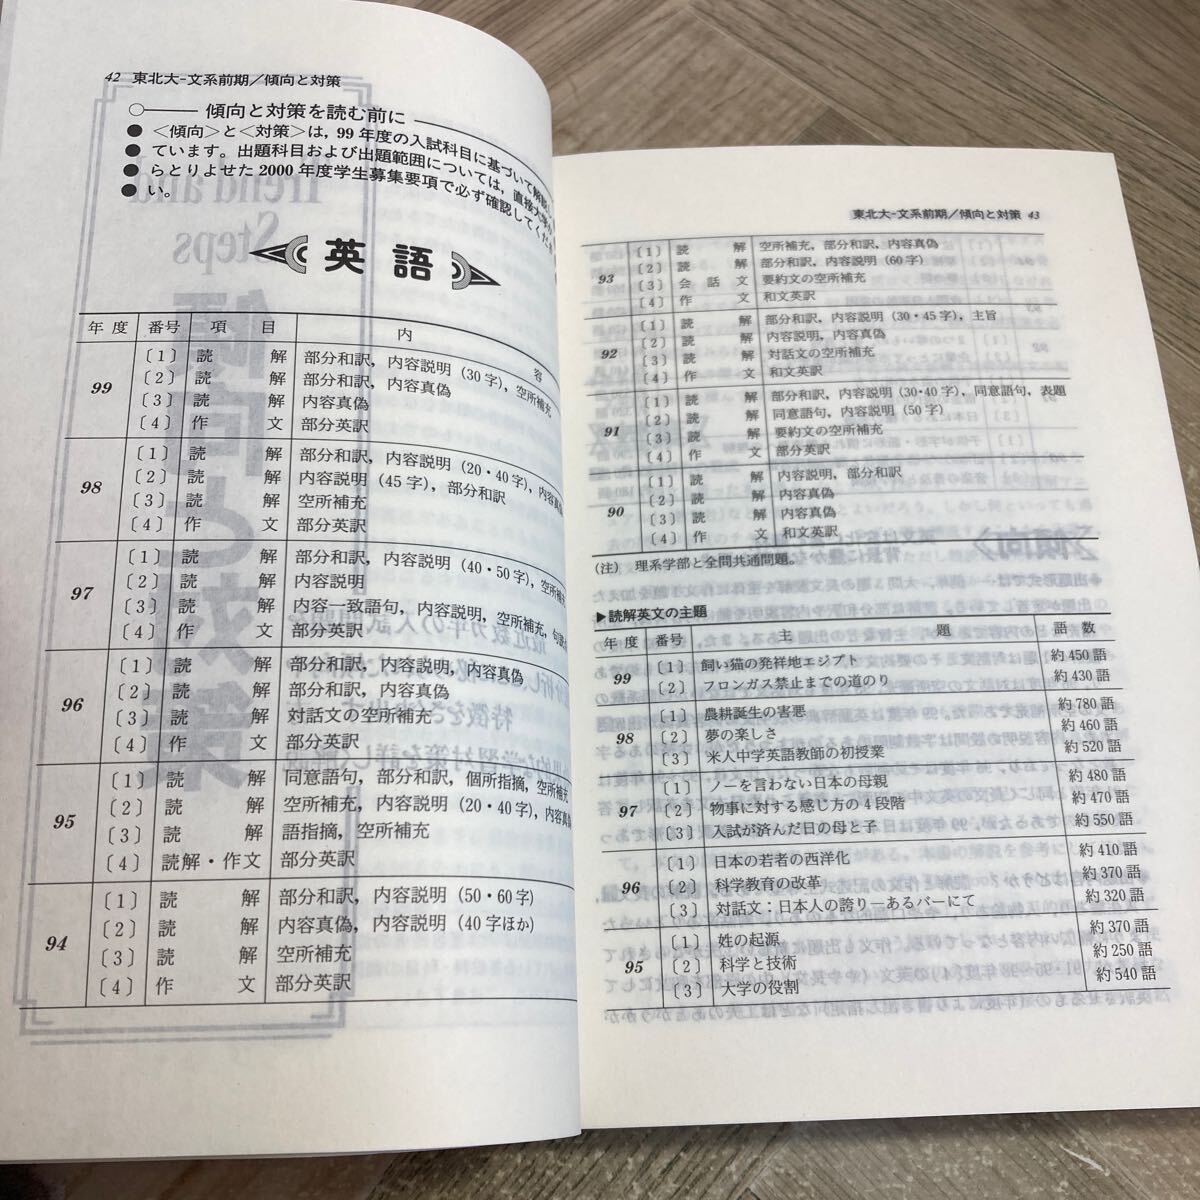 42 東北大-文系前期／傾向と対策
傾向と対策を読む前に
● ＜傾向＞と＜対策＞は，99年度の入試科目に基づいて解説し
● ています。出題科目および出題範囲については，直接大学か
● らとりよせた2000年度学生募集要項で必ず確認してくださ
● い。
英語
年度 番号 項目 内容
99 〔1〕 読解 部分和訳，内容説明（30字），空所補充
〔2〕 読解 部分和訳，内容真偽
〔3〕 読解 内容真偽
〔4〕 作文 部分英訳
98 〔1〕 読解 部分和訳，内容説明（20・40字），内容真偽
〔2〕 読解 内容説明（45字），部分和訳
〔3〕 読解 空所補充
〔4〕 作文 部分英訳
97 〔1〕 読解 部分和訳，内容説明（40・50字），空所補充
〔2〕 読解 内容説明
〔3〕 読解 内容一致語句，内容説明，空所補充，
〔4〕 作文 部分英訳
96 〔1〕 読解 部分和訳，内容説明，内容真偽
〔2〕 読解 部分和訳，内容真偽
〔3〕 読解 対話文の空所補充
〔4〕 作文 部分英訳
95 〔1〕 読解 同意語句，部分和訳，個所指摘，空所補充
〔2〕 読解 空所補充，内容説明（20・40字），内容真偽
〔3〕 読解 語指摘，空所補充
〔4〕 読解・作文 部分英訳
94 〔1〕 読解 部分和訳，内容説明（50・60字）
〔2〕 読解 内容真偽，内容説明（40字ほか）
〔3〕 読解 空所補充
〔4〕 作文 部分英訳
東北大-文系前期／傾向と対策 43
93 〔1〕 読解 空所補充，部分和訳，内容真偽
〔2〕 読解 部分和訳，内容説明（60字）
〔3〕 会話文 要約文の空所補充
〔4〕 作文 和文英訳
92 〔1〕 読解 部分和訳，内容説明（30・45字），主旨
〔2〕 読解 内容説明，内容真偽
〔3〕 読解 対話文の空所補充
〔4〕 作文 和文英訳
91 〔1〕 読解 部分和訳，内容説明（30・40字），同意語句，表題
〔2〕 読解 同意語句，内容説明（50字）
〔3〕 読解 要約文の空所補充
〔4〕 作文 部分英訳
90 〔1〕 読解 内容説明，部分和訳
〔2〕 読解 内容真偽
〔3〕 読解 内容真偽
〔4〕 作文 和文英訳
（注） 理系学部と全問共通問題。
▶読解英文の主題
年度 番号 主題 語数
99 〔1〕 飼い猫の発祥地エジプト 約450語
〔2〕 フロンガス禁止までの道のり 約430語
98 〔1〕 農耕誕生の害悪 約780語
〔2〕 夢の楽しさ 約460語
〔3〕 米人中学英語教師の初授業 約520語
97 〔1〕 ノーを言わない日本の母親 約480語
〔2〕 物事に対する感じ方の4段階 約470語
〔3〕 入試が済んだ日の母と子 約550語
96 〔1〕 日本の若者の西洋化 約410語
〔2〕 科学教育の改革 約370語
〔3〕 対話文：日本人の誇り―あるバーにて 約320語
95 〔1〕 姓の起源 約370語
〔2〕 科学と技術 約250語
〔3〕 大学の役割 約540語